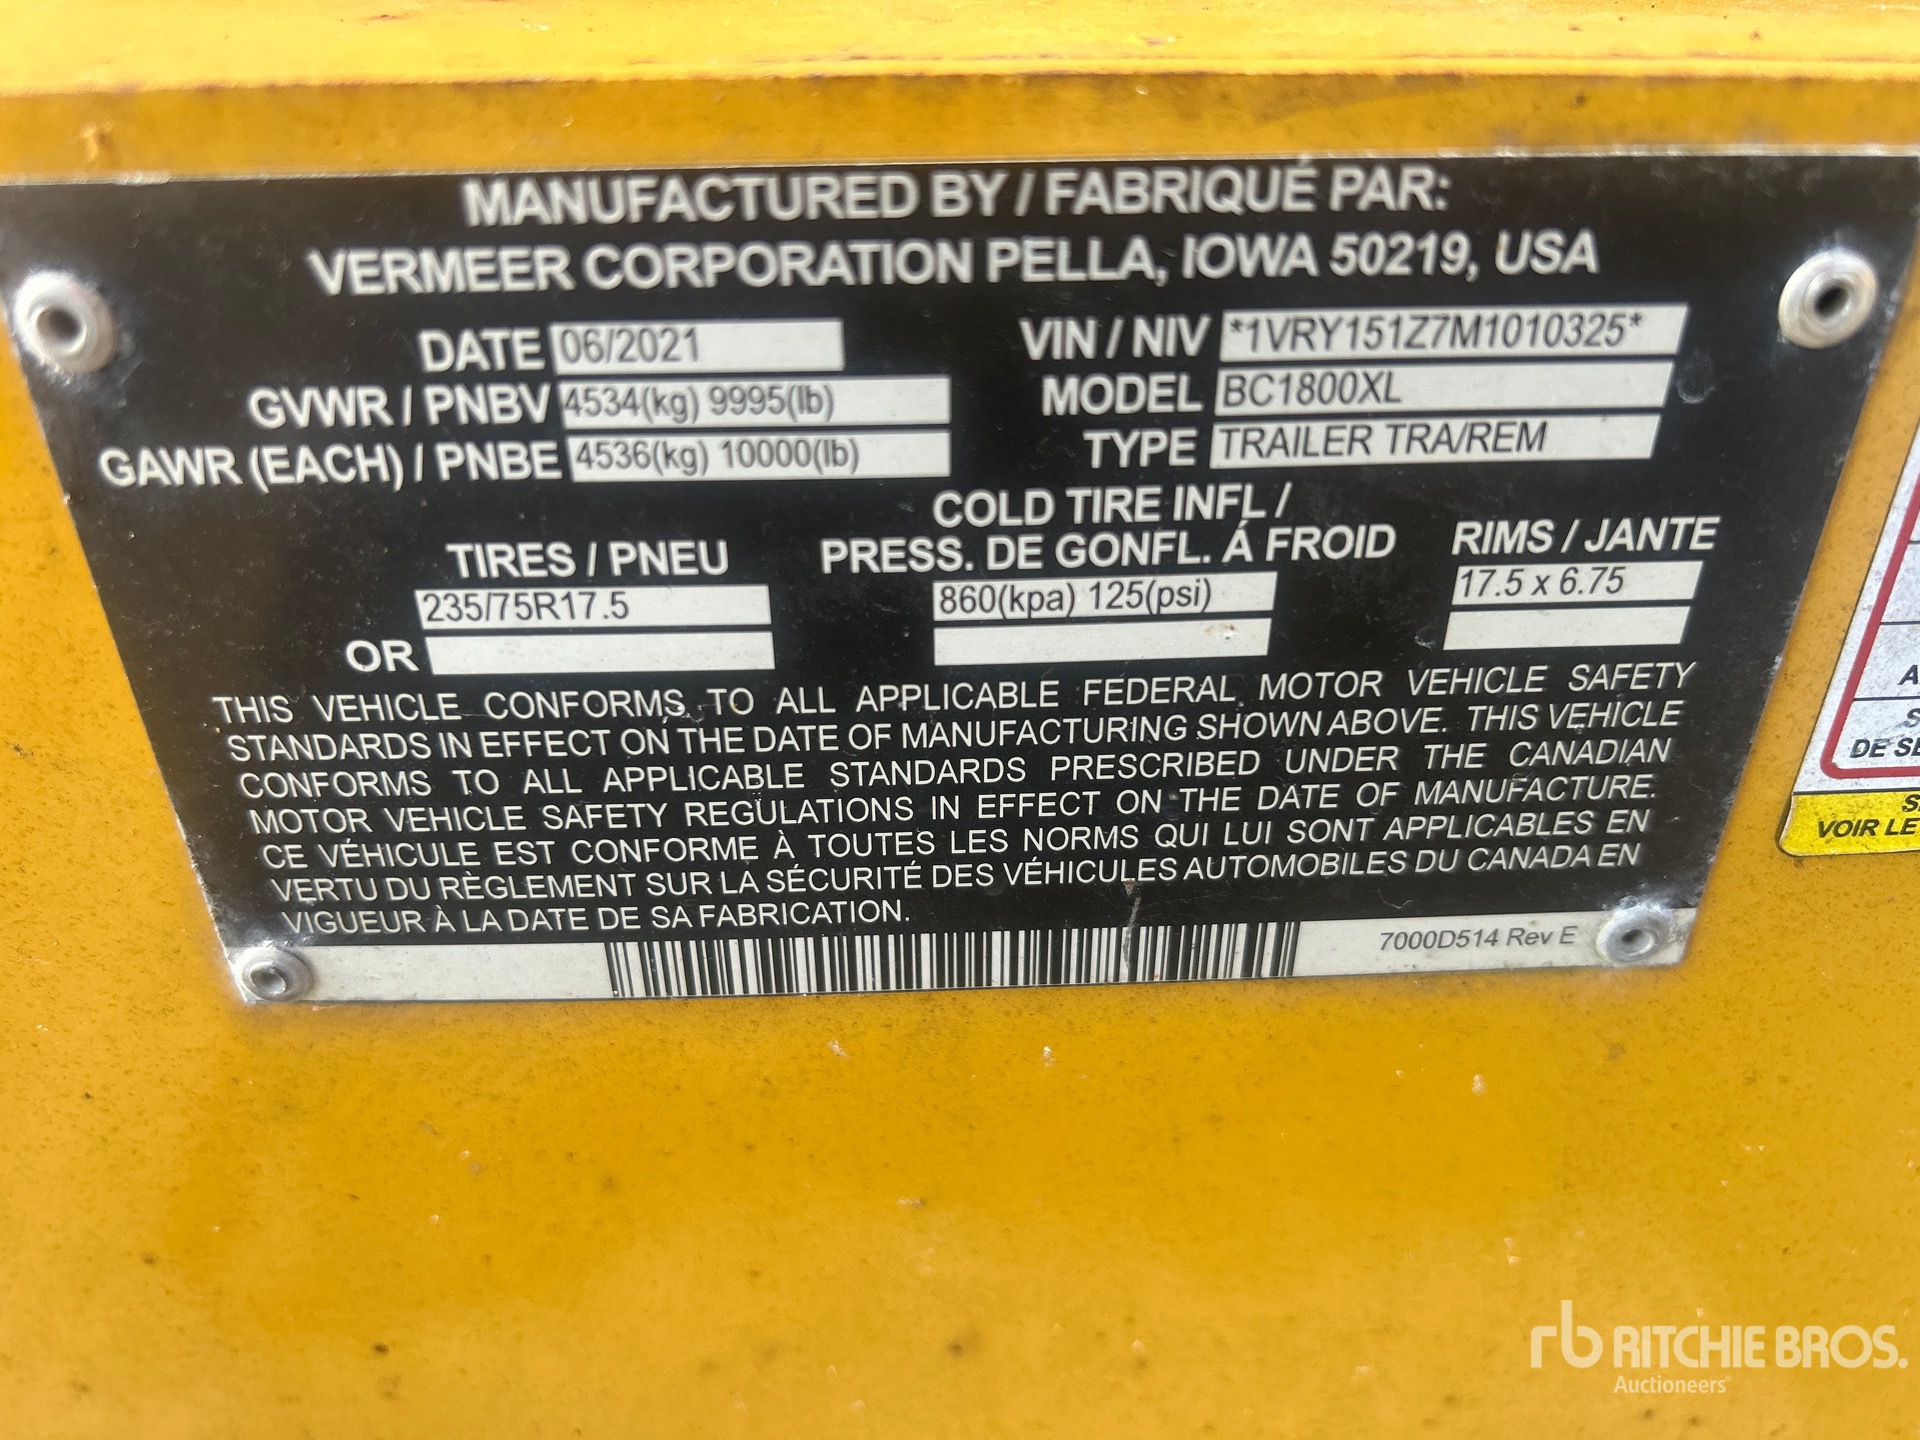 MANUFACTURED BY / FABRIQUÉ PAR:
VERMEER CORPORATION PELLA, IOWA 50219, USA
DATE 06/2021 VIN / NIV *1VRY151Z7M1010325*
GVWR / PNBV 4534(kg) 9995(lb) MODEL BC1800XL
GAWR (EACH) / PNBE 4536(kg) 10000(lb) TYPE TRAILER TRA/REM
COLD TIRE INFL /
TIRES / PNEU PRESS. DE GONFL. Á FROID RIMS / JANTE
235/75R17.5 860(kpa) 125(psi) 17.5 x 6.75
OR
THIS VEHICLE CONFORMS TO ALL APPLICABLE FEDERAL MOTOR VEHICLE SAFETY
STANDARDS IN EFFECT ON THE DATE OF MANUFACTURING SHOWN ABOVE. THIS VEHICLE
CONFORMS TO ALL APPLICABLE STANDARDS PRESCRIBED UNDER THE CANADIAN
MOTOR VEHICLE SAFETY REGULATIONS IN EFFECT ON THE DATE OF MANUFACTURE.
CE VÉHICULE EST CONFORME À TOUTES LES NORMS QUI LUI SONT APPLICABLES EN
VERTU DU RÈGLEMENT SUR LA SÉCURITÉ DES VÉHICULES AUTOMOBILES DU CANADA EN
VIGUEUR À LA DATE DE SA FABRICATION.
7000D514 Rev E
DE
VOIR LE
rb RITCHIE BROS.
Auctioneers